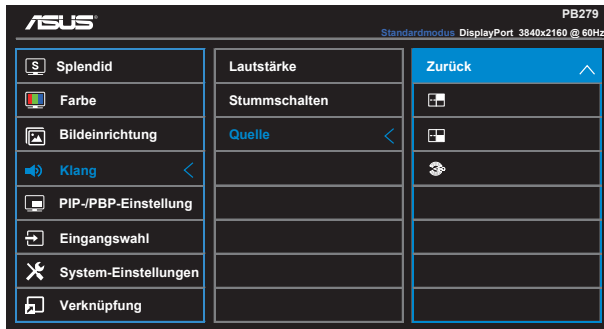 ASUS
PB279
Standardmodus DisplayPort 3840x2160 @ 60Hz
S Splendid
Farbe
Bildeinrichtung
Klang
PIP-/PBP-Einstellung
Eingangswahl
System-Einstellungen
Verknüpfung
Lautstärke
Stummschalten
Quelle
Zurück